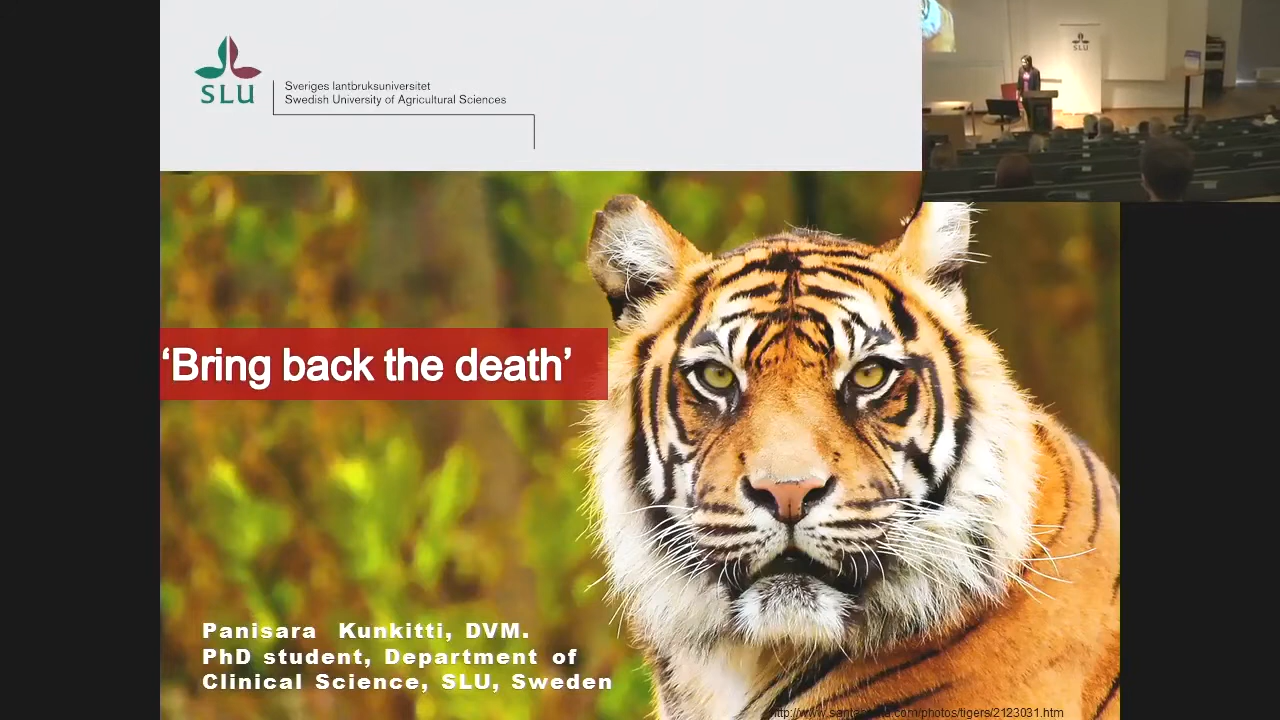 SLU
Sveriges lantbruksuniversitet
Swedish University of Agricultural Sciences
SLU
‘Bring back the death’
Panisara Kunkitti, DVM.
PhD student, Department of
Clinical Science, SLU, Sweden